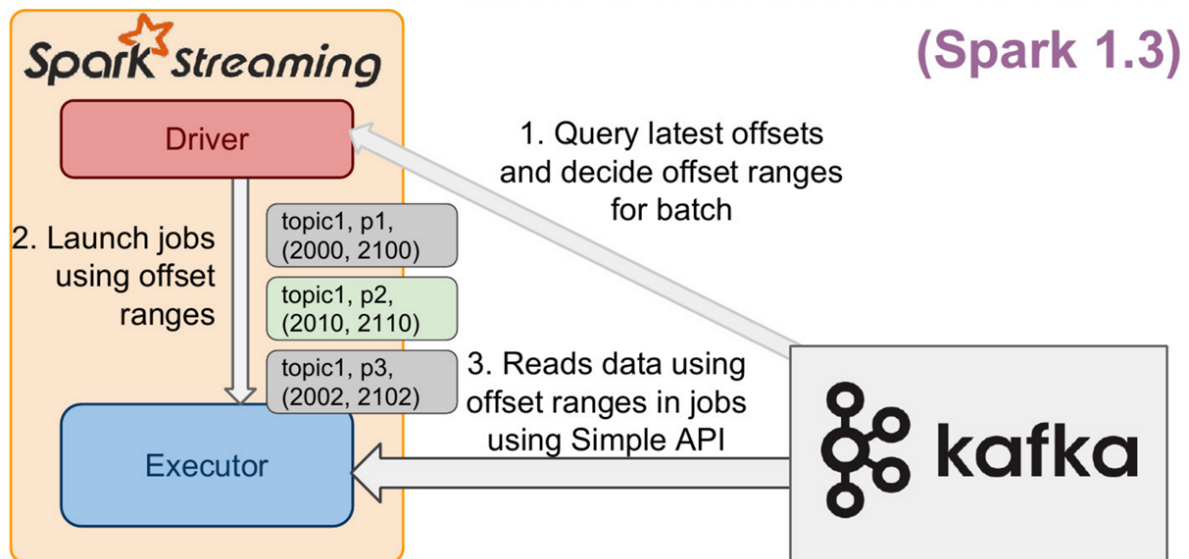 Spark Streaming
(Spark 1.3)
Driver
1. Query latest offsets
and decide offset ranges
for batch
2. Launch jobs
using offset
ranges
topic1, p1,
(2000, 2100)
topic1, p2,
(2010, 2110)
topic1, p3,
(2002, 2102)
3. Reads data using
offset ranges in jobs
using Simple API
Executor
kafka